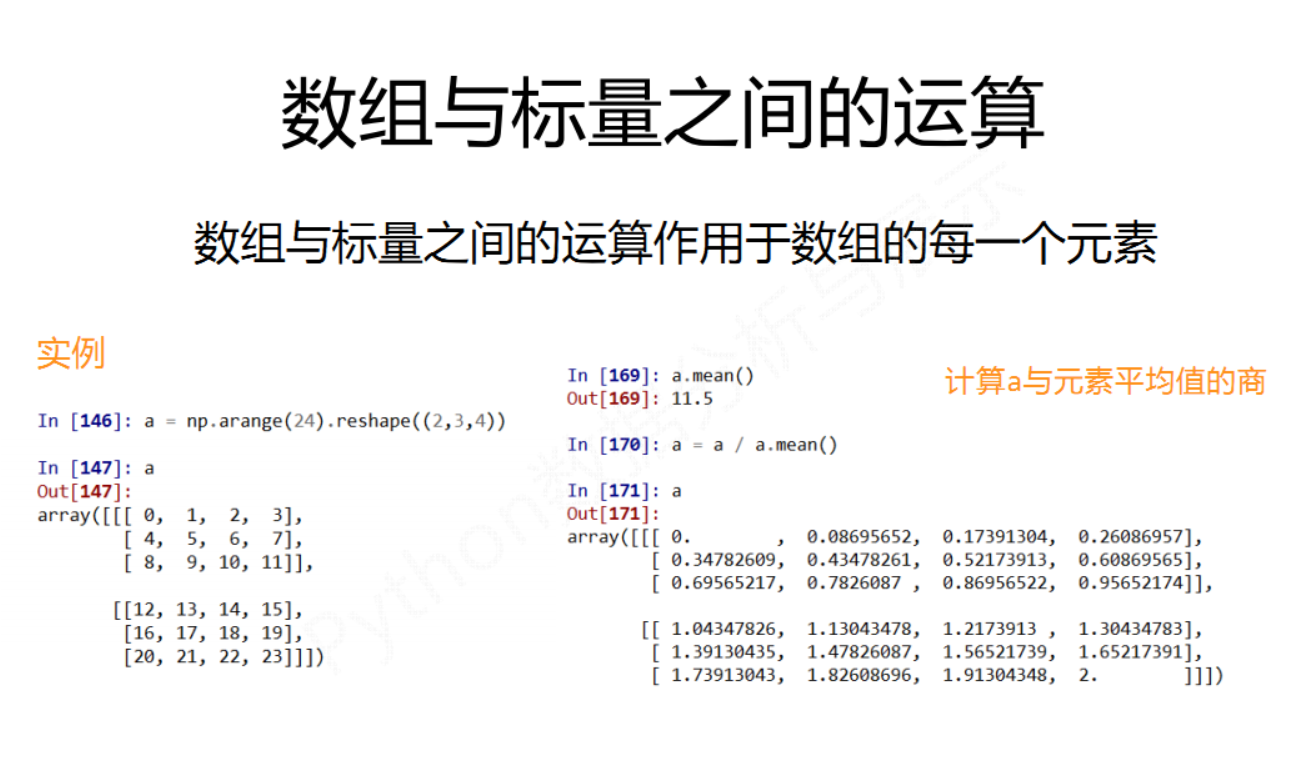 数组与标量之间的运算
数组与标量之间的运算作用于数组的每一个元素
实例
In [146]: a = np.arange(24).reshape((2,3,4))
In [147]: a
Out[147]:
array([[[ 0, 1, 2, 3],
[ 4, 5, 6, 7],
[ 8, 9, 10, 11]],
[[12, 13, 14, 15],
[16, 17, 18, 19],
[20, 21, 22, 23]]])
计算a与元素平均值的商
In [169]: a.mean()
Out[169]: 11.5
In [170]: a = a / a.mean()
In [171]: a
Out[171]:
array([[[ 0. , 0.08695652, 0.17391304, 0.26086957],
[ 0.34782609, 0.43478261, 0.52173913, 0.60869565],
[ 0.69565217, 0.7826087 , 0.86956522, 0.95652174]],
[[ 1.04347826, 1.13043478, 1.2173913 , 1.30434783],
[ 1.39130435, 1.47826087, 1.56521739, 1.65217391],
[ 1.73913043, 1.82608696, 1.91304348, 2. ]]])
Python数据分析与展示